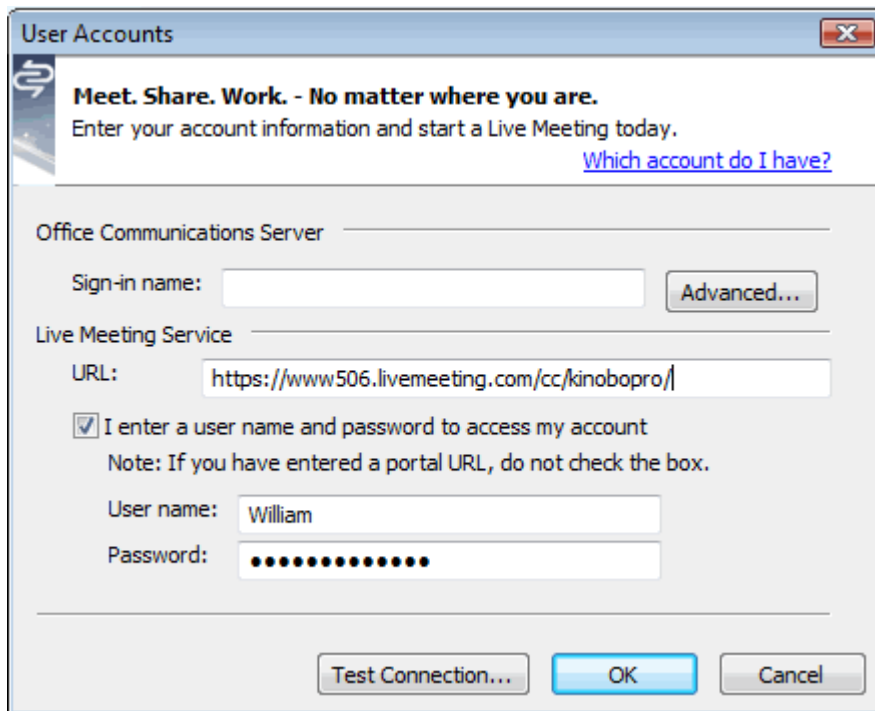 User Accounts
Meet. Share. Work. - No matter where you are.
Enter your account information and start a Live Meeting today.
Which account do I have?
Office Communications Server
Sign-in name:
Advanced...
Live Meeting Service
URL: https://www506.livemeeting.com/cc/kinobopro/
I enter a user name and password to access my account
Note: If you have entered a portal URL, do not check the box.
User name: William
Password: •••••••••••••
Test Connection... OK Cancel